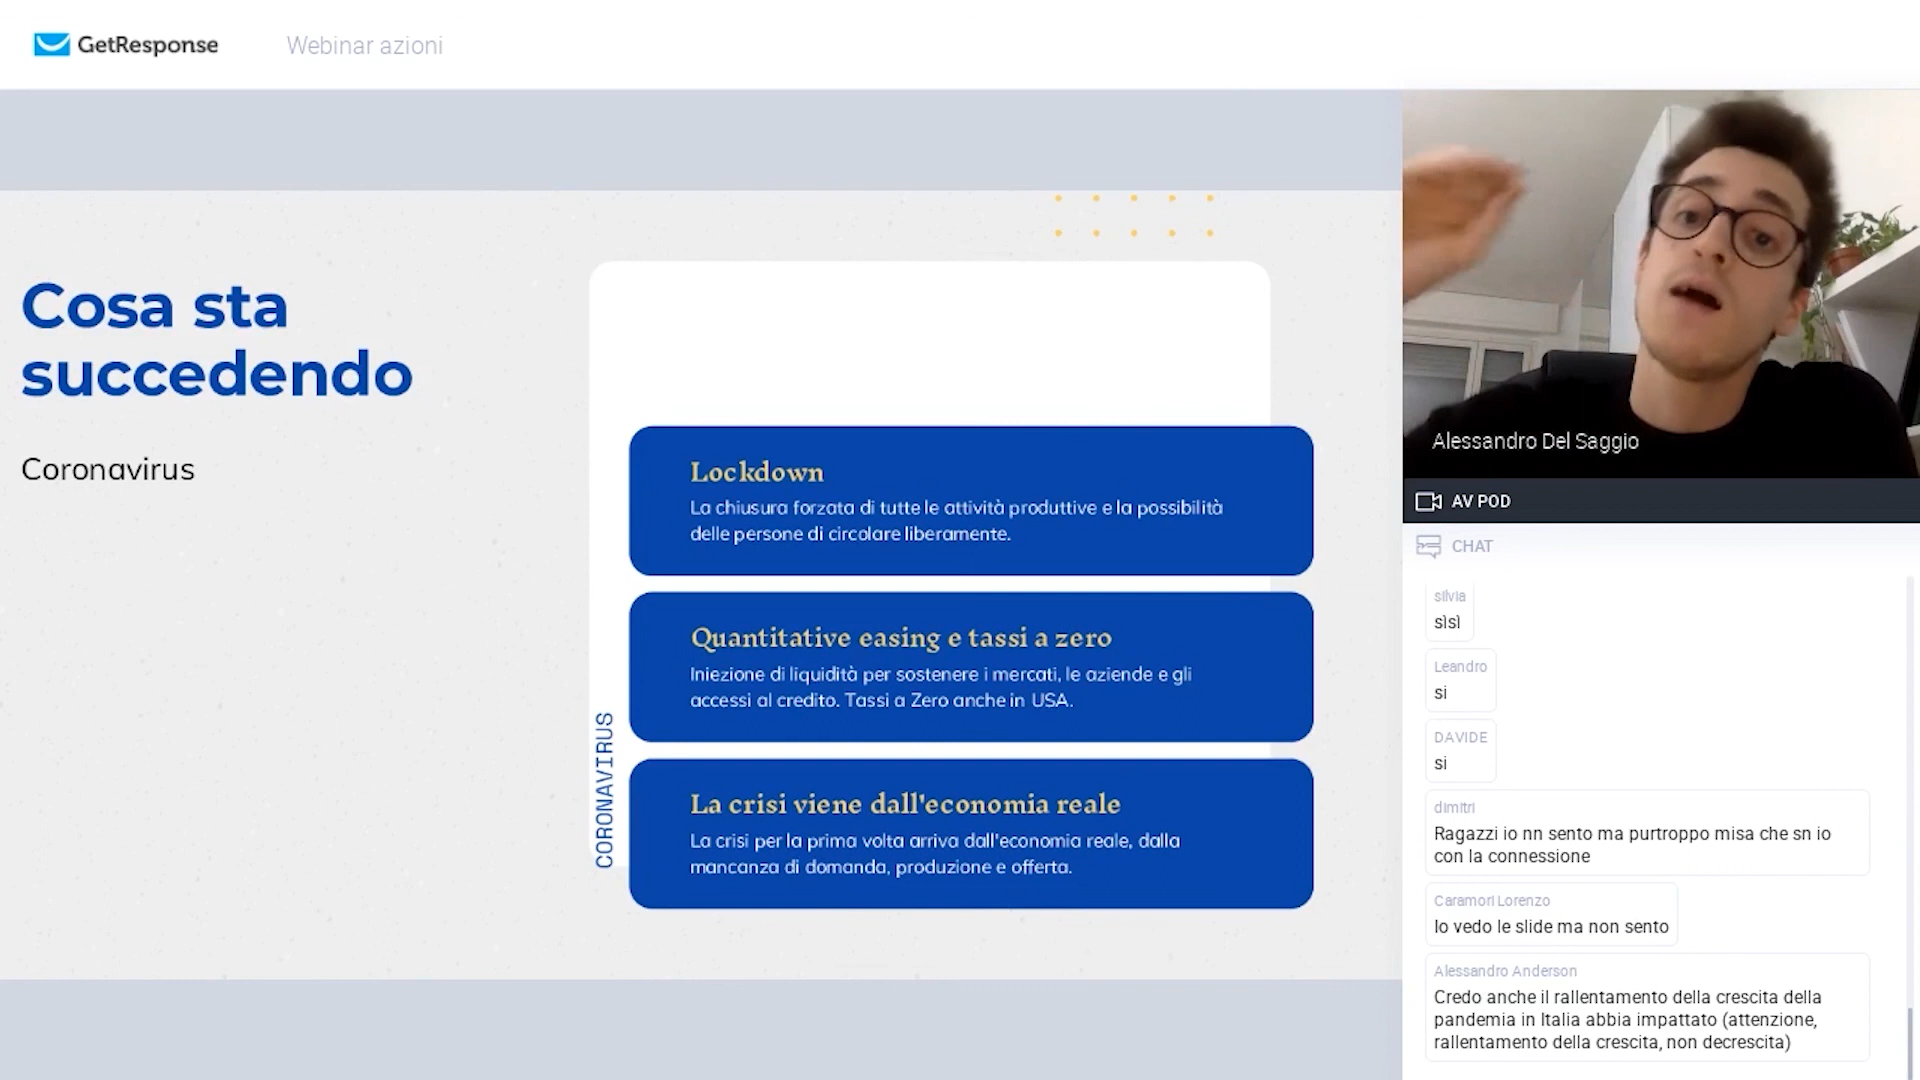 GetResponse
Webinar azioni
Cosa sta
succedendo
Coronavirus
CORONAVIRUS
Lockdown
La chiusura forzata di tutte le attività produttive e la possibilità
delle persone di circolare liberamente.
Quantitative easing e tassi a zero
Iniezione di liquidità per sostenere i mercati, le aziende e gli
accessi al credito. Tassi a Zero anche in USA.
La crisi viene dall'economia reale
La crisi per la prima volta arriva dall'economia reale, dalla
mancanza di domanda, produzione e offerta.
Alessandro Del Saggio
AV POD
CHAT
silvia
sìsì
Leandro
si
DAVIDE
si
dimitri
Ragazzi io nn sento ma purtroppo misa che sn io
con la connessione
Caramori Lorenzo
Io vedo le slide ma non sento
Alessandro Anderson
Credo anche il rallentamento della crescita della
pandemia in Italia abbia impattato (attenzione,
rallentamento della crescita, non decrescita)